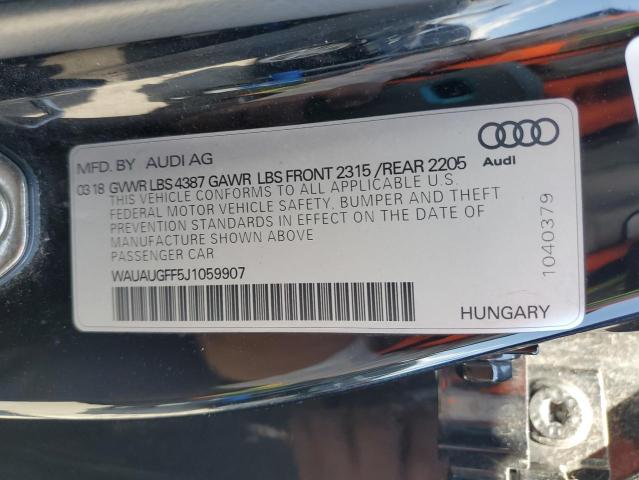 MFD. BY AUDI AG
0318 GVWR LBS 4387 GAWR LBS FRONT 2315 /REAR 2205
THIS VEHICLE CONFORMS TO ALL APPLICABLE U.S.
FEDERAL MOTOR VEHICLE SAFETY, BUMPER AND THEFT
PREVENTION STANDARDS IN EFFECT ON THE DATE OF
MANUFACTURE SHOWN ABOVE
PASSENGER CAR
WAUAUGFF5J1059907
Audi
1040379
HUNGARY